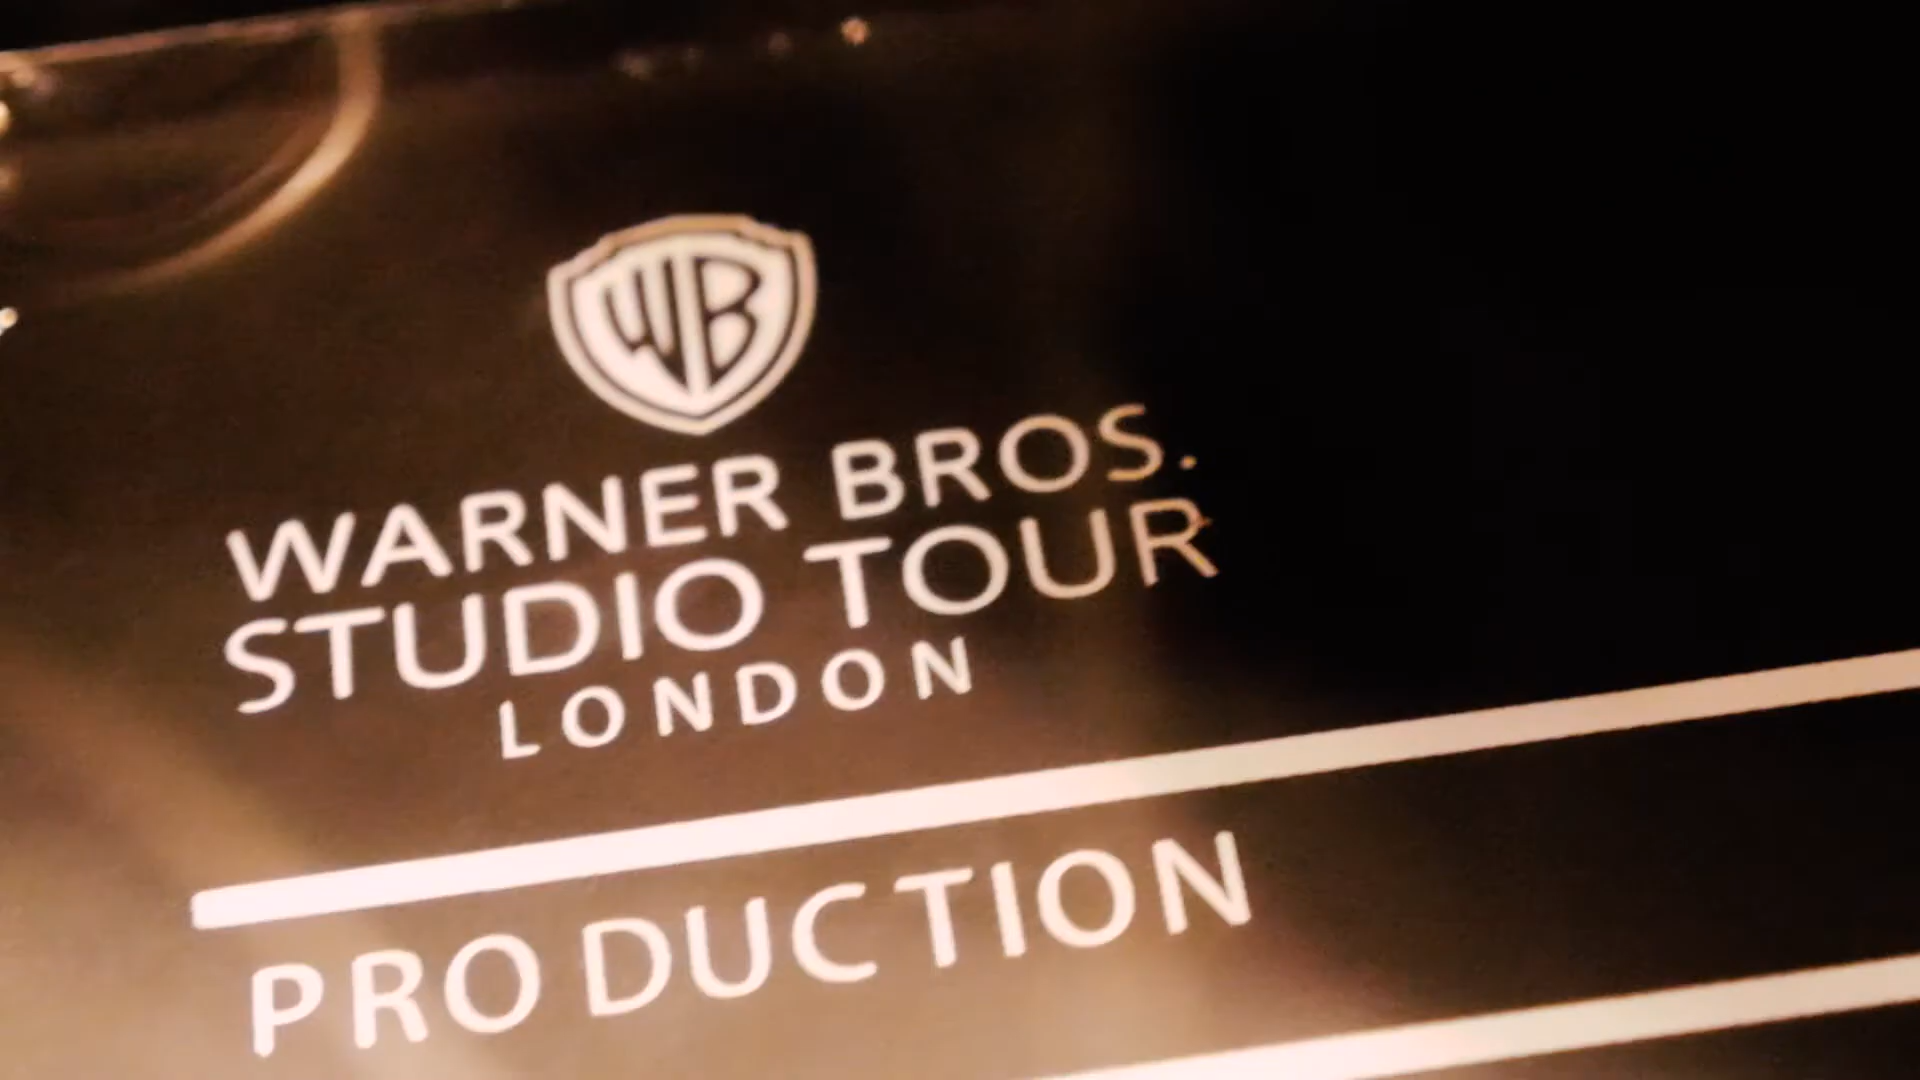 WB
WARNER BROS.
STUDIO TOUR
LONDON
PRODUCTION